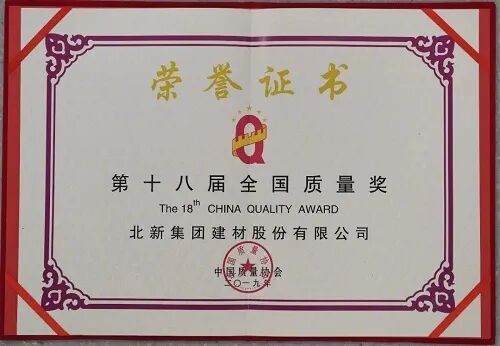 荣誉证书
Q
第十八届全国质量奖
The 18th CHINA QUALITY AWARD
北新集团建材股份有限公司
中国质量协会
二〇一九年